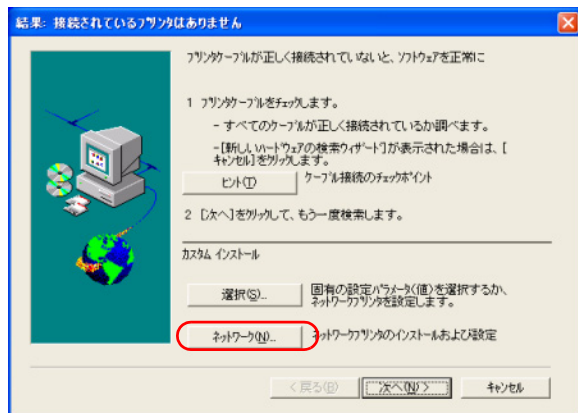 結果: 接続されているﾌﾟﾘﾝﾀはありません
ﾌﾟﾘﾝﾀｹｰﾌﾞﾙが正しく接続されていないと、ｿﾌﾄｳｪｱを正常に
1 ﾌﾟﾘﾝﾀｹｰﾌﾞﾙをﾁｪｯｸします。
- すべてのｹｰﾌﾞﾙが正しく接続されているか調べます。
-[新しいﾊｰﾄﾞｳｪｱの検索ｳｨｻﾞｰﾄﾞ]が表示された場合は、[
ｷｬﾝｾﾙ]をｸﾘｯｸします。
ﾋﾝﾄ(T)
ｹｰﾌﾞﾙ接続のﾁｪｯｸﾎﾟｲﾝﾄ
2 [次へ]をｸﾘｯｸして、もう一度検索します。
ｶｽﾀﾑ ｲﾝｽﾄｰﾙ
選択(S)...
固有の設定ﾊﾟﾗﾒｰﾀ(値)を選択するか、
ﾈｯﾄﾜｰｸﾌﾟﾘﾝﾀを設定します。
ﾈｯﾄﾜｰｸ(N)...
ﾈｯﾄﾜｰｸﾌﾟﾘﾝﾀのｲﾝｽﾄｰﾙおよび設定
< 戻る(B)
次へ(N) >
ｷｬﾝｾﾙ